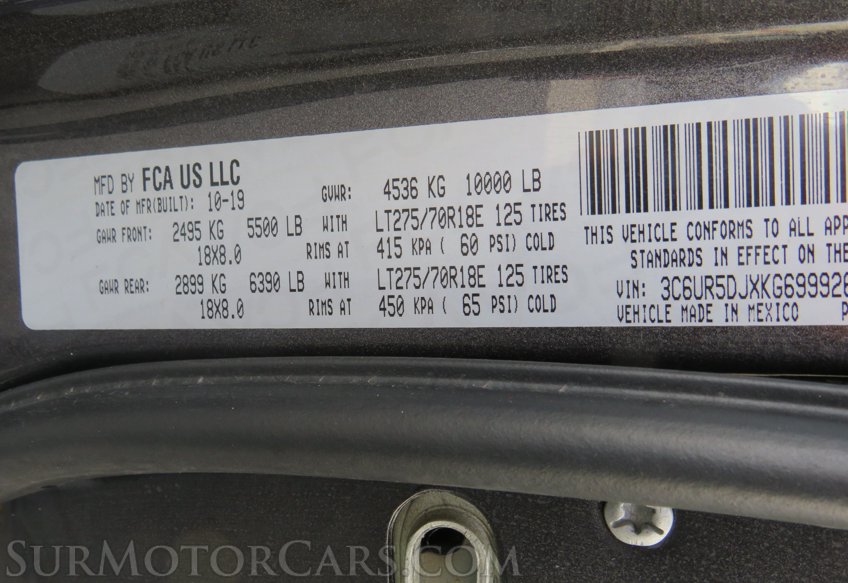 MFD BY FCA US LLC
DATE OF MFR(BUILT): 10-19 GVWR: 4536 KG 10000 LB
GAWR FRONT: 2495 KG 5500 LB WITH LT275/70R18E 125 TIRES
18X8.0 RIMS AT 415 KPA ( 60 PSI) COLD
GAWR REAR: 2899 KG 6390 LB WITH LT275/70R18E 125 TIRES
18X8.0 RIMS AT 450 KPA ( 65 PSI) COLD
THIS VEHICLE CONFORMS TO ALL APP
STANDARDS IN EFFECT ON THE
VIN: 3C6UR5DJXKG69992
VEHICLE MADE IN MEXICO
SURMOTORCARS.COM